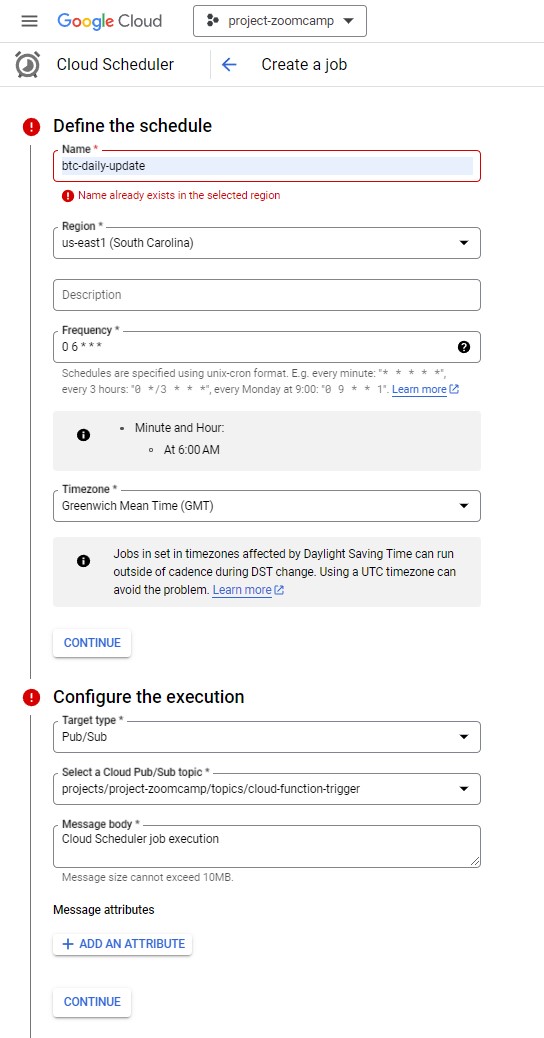 Google Cloud
project-zoomcamp
Cloud Scheduler
Create a job
Define the schedule
Name *
btc-daily-update
Name already exists in the selected region
Region *
us-east1 (South Carolina)
Description
Frequency *
0 6 * * *
Schedules are specified using unix-cron format. E.g. every minute: "* * * * *",
every 3 hours: "0 */3 * * *", every Monday at 9:00: "0 9 * * 1". Learn more
Minute and Hour:
At 6:00 AM
Timezone *
Greenwich Mean Time (GMT)
Jobs in set in timezones affected by Daylight Saving Time can run
outside of cadence during DST change. Using a UTC timezone can
avoid the problem. Learn more
CONTINUE
Configure the execution
Target type *
Pub/Sub
Select a Cloud Pub/Sub topic *
projects/project-zoomcamp/topics/cloud-function-trigger
Message body *
Cloud Scheduler job execution
Message size cannot exceed 10MB.
Message attributes
+ ADD AN ATTRIBUTE
CONTINUE